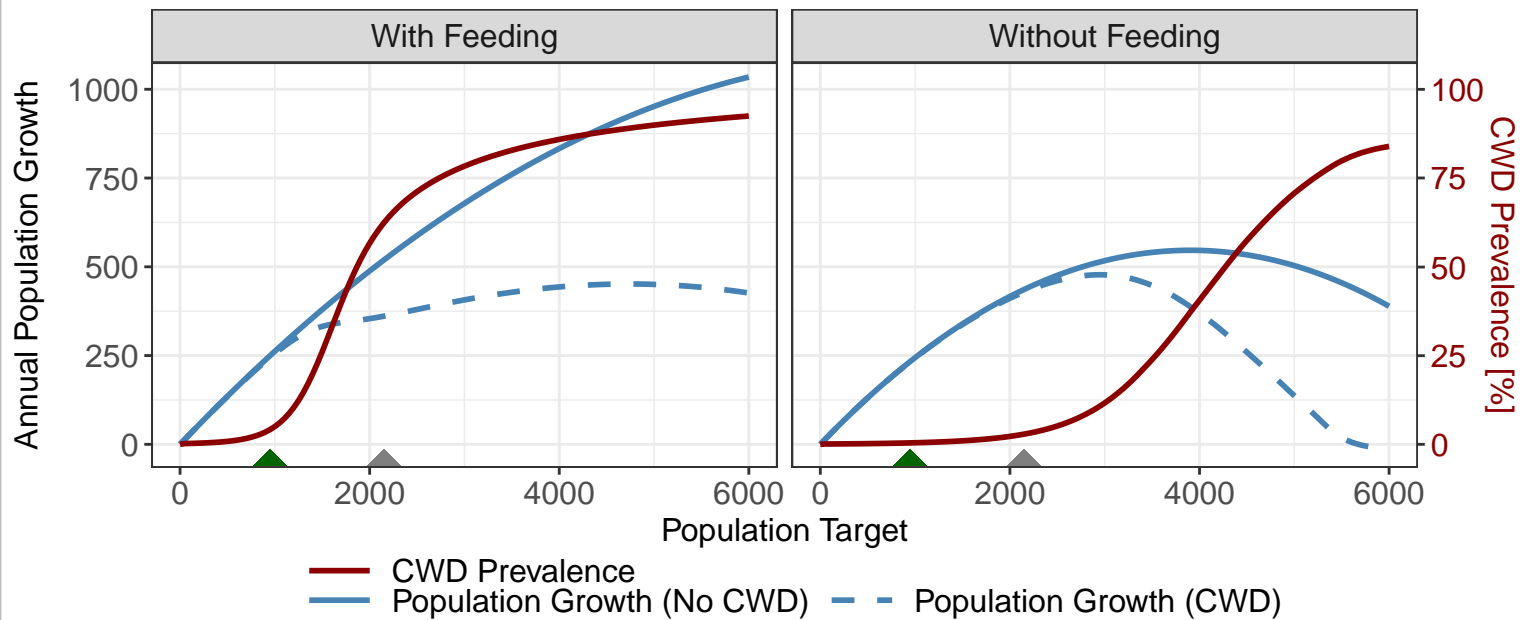 With Feeding
Without Feeding
Annual Population Growth
1000
750
500
250
0
100
75
50
25
0
CWD Prevalence [%]
0 2000 4000 6000
0 2000 4000 6000
Population Target
CWD Prevalence
Population Growth (No CWD)
Population Growth (CWD)